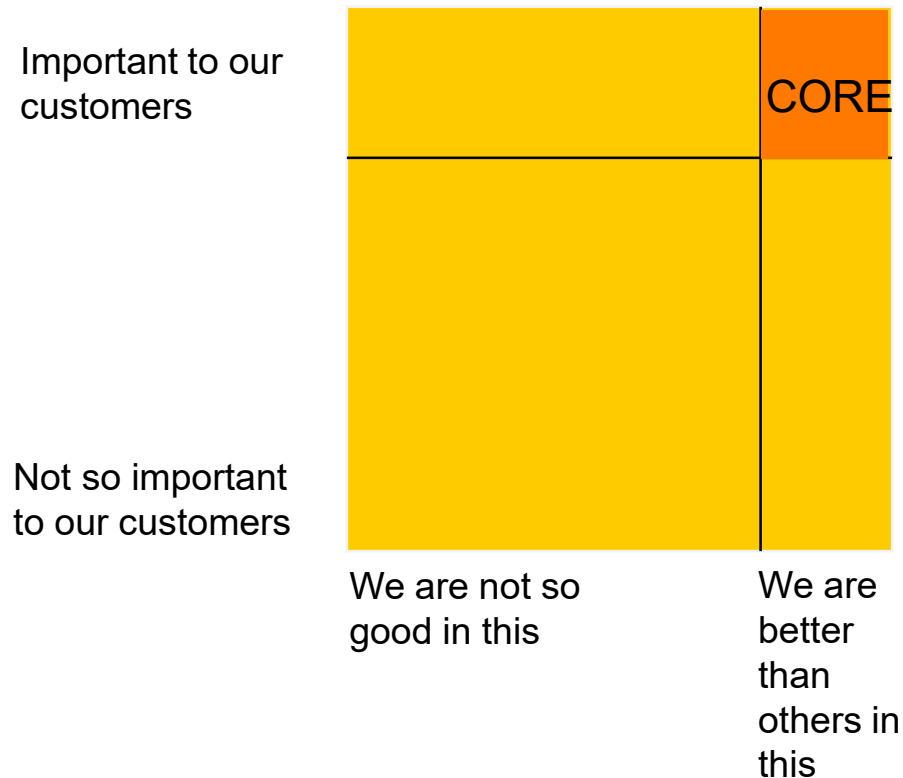 Important to our
customers
CORE
Not so important
to our customers
We are not so
good in this
We are
better
than
others in
this